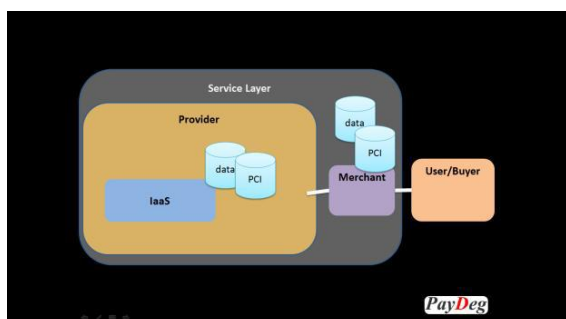 Service Layer
Provider
data
PCI
IaaS
data
PCI
Merchant
User/Buyer
PayDeg